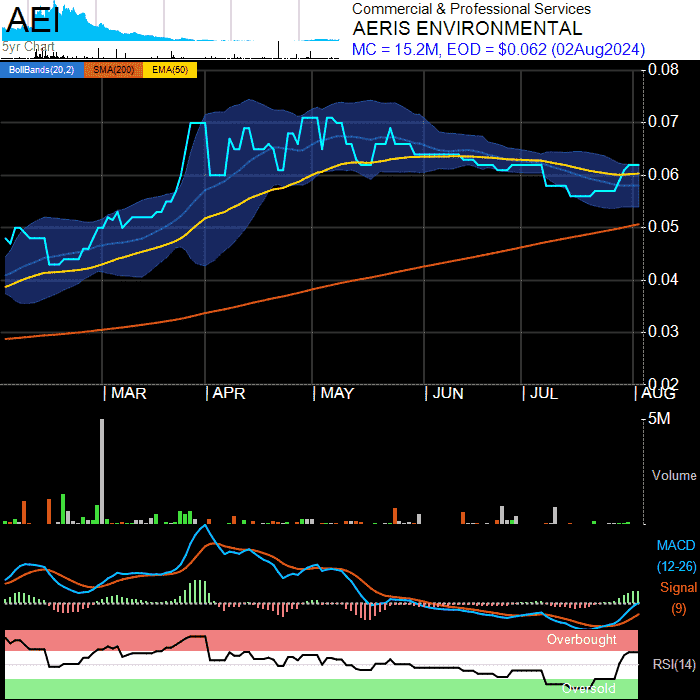 AEI
5yr Chart
Commercial & Professional Services
AERIS ENVIRONMENTAL
MC = 15.2M, EOD = $0.062 (02Aug2024)
BollBands(20,2) SMA(200) EMA(50)
0.08
0.07
0.06
0.05
0.04
0.03
0.02
| MAR | APR | MAY | JUN | JUL | AUG
5M
Volume
MACD
(12-26)
Signal
(9)
Overbought
RSI(14)
Oversold